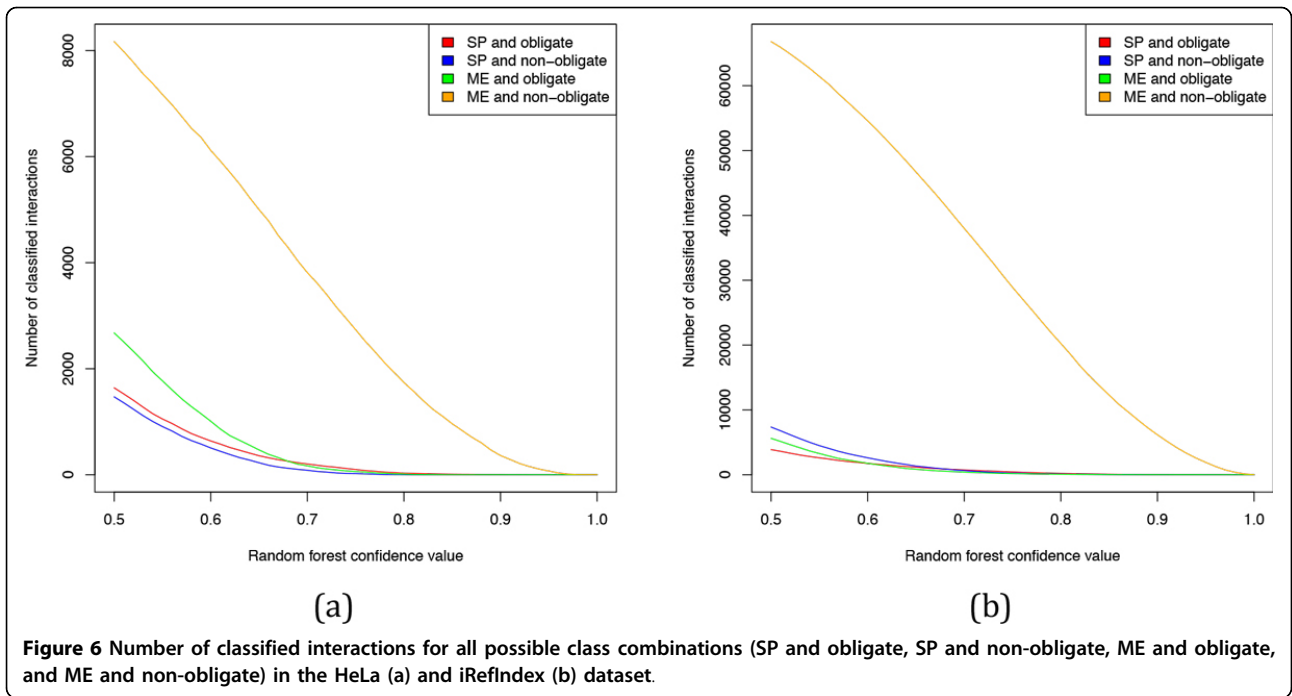 SP and obligate
SP and non−obligate
ME and obligate
ME and non−obligate
Number of classified interactions
8000
6000
4000
2000
0
0.5 0.6 0.7 0.8 0.9 1.0
Random forest confidence value
(a)
SP and obligate
SP and non−obligate
ME and obligate
ME and non−obligate
Number of classified interactions
60000
50000
40000
30000
20000
10000
0
0.5 0.6 0.7 0.8 0.9 1.0
Random forest confidence value
(b)
Figure 6 Number of classified interactions for all possible class combinations (SP and obligate, SP and non-obligate, ME and obligate,
and ME and non-obligate) in the HeLa (a) and iRefIndex (b) dataset.